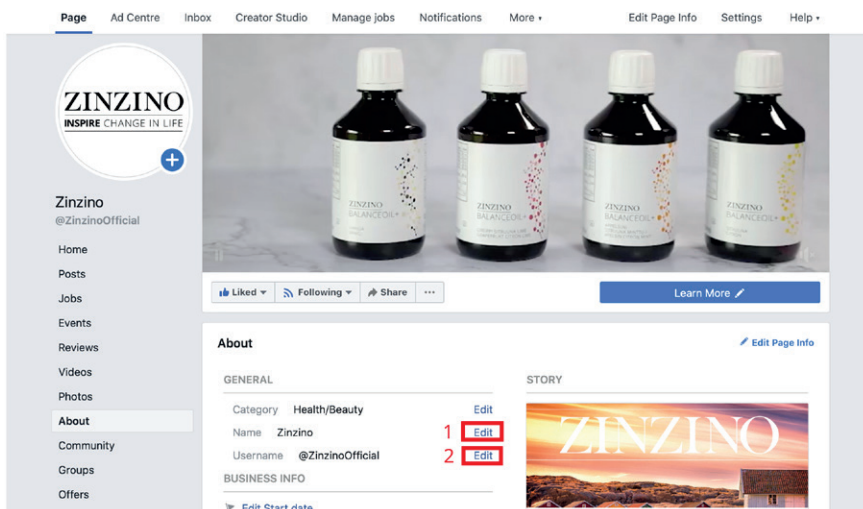 Page Ad Centre Inbox Creator Studio Manage jobs Notifications More Edit Page Info Settings Help
ZINZINO
INSPIRE CHANGE IN LIFE
Zinzino
@ZinzinoOfficial
Home
Posts
Jobs
Events
Reviews
Videos
Photos
About
Community
Groups
Offers
ZINZINO
BALANCEOIL+
ZINZINO
BALANCEOIL+
ZINZINO
BALANCEOIL+
ZINZINO
BALANCEOIL+
Liked Following Share ...
Learn More
About
Edit Page Info
GENERAL
Category Health/Beauty Edit
Name Zinzino 1 Edit
Username @ZinzinoOfficial 2 Edit
BUSINESS INFO
Edit Start date
STORY
ZINZINO